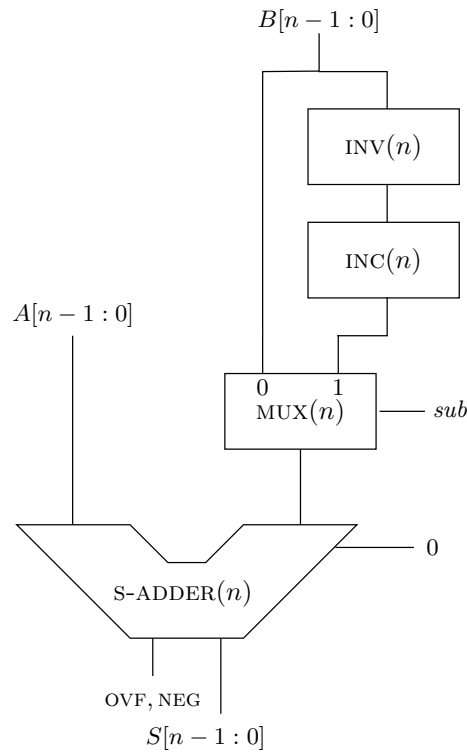 B[n − 1 : 0]
INV(n)
INC(n)
A[n − 1 : 0]
0 1
MUX(n)
sub
0
S-ADDER(n)
OVF, NEG
S[n − 1 : 0]